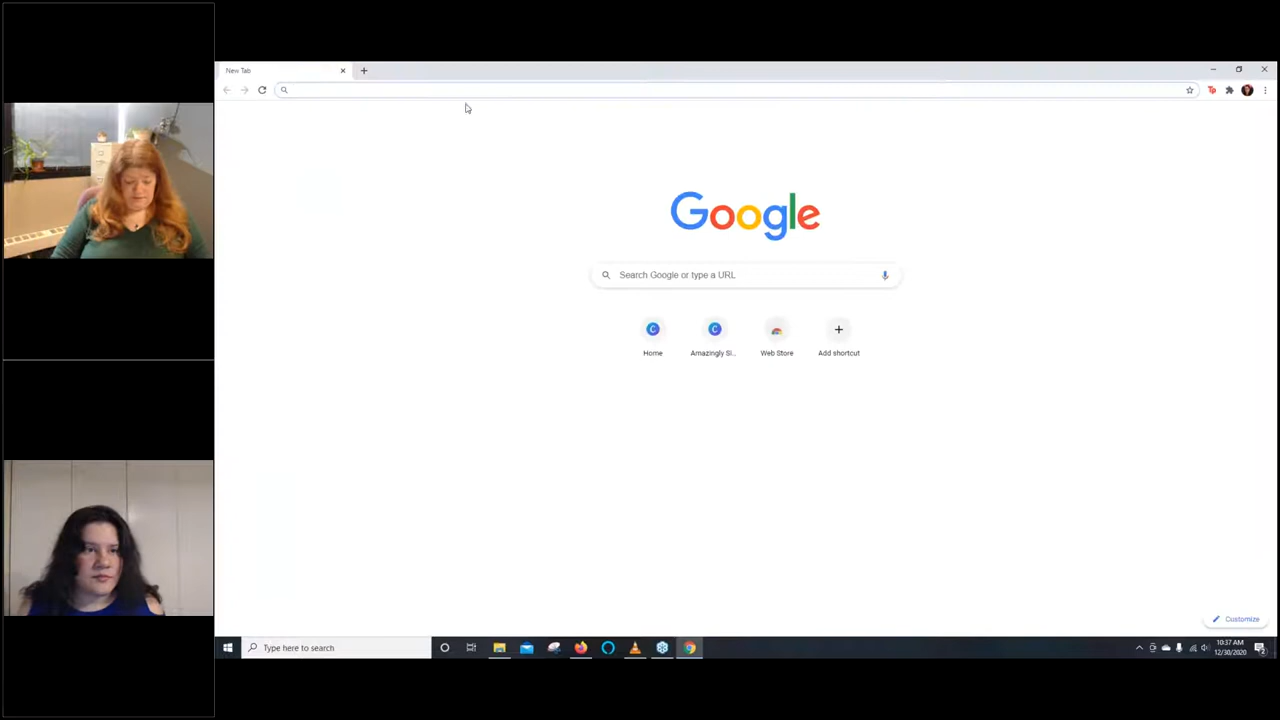 New Tab
Google
Search Google or type a URL
Home
Amazingly Si...
Web Store
Add shortcut
Customize
Type here to search
10:37 AM
12/30/2020